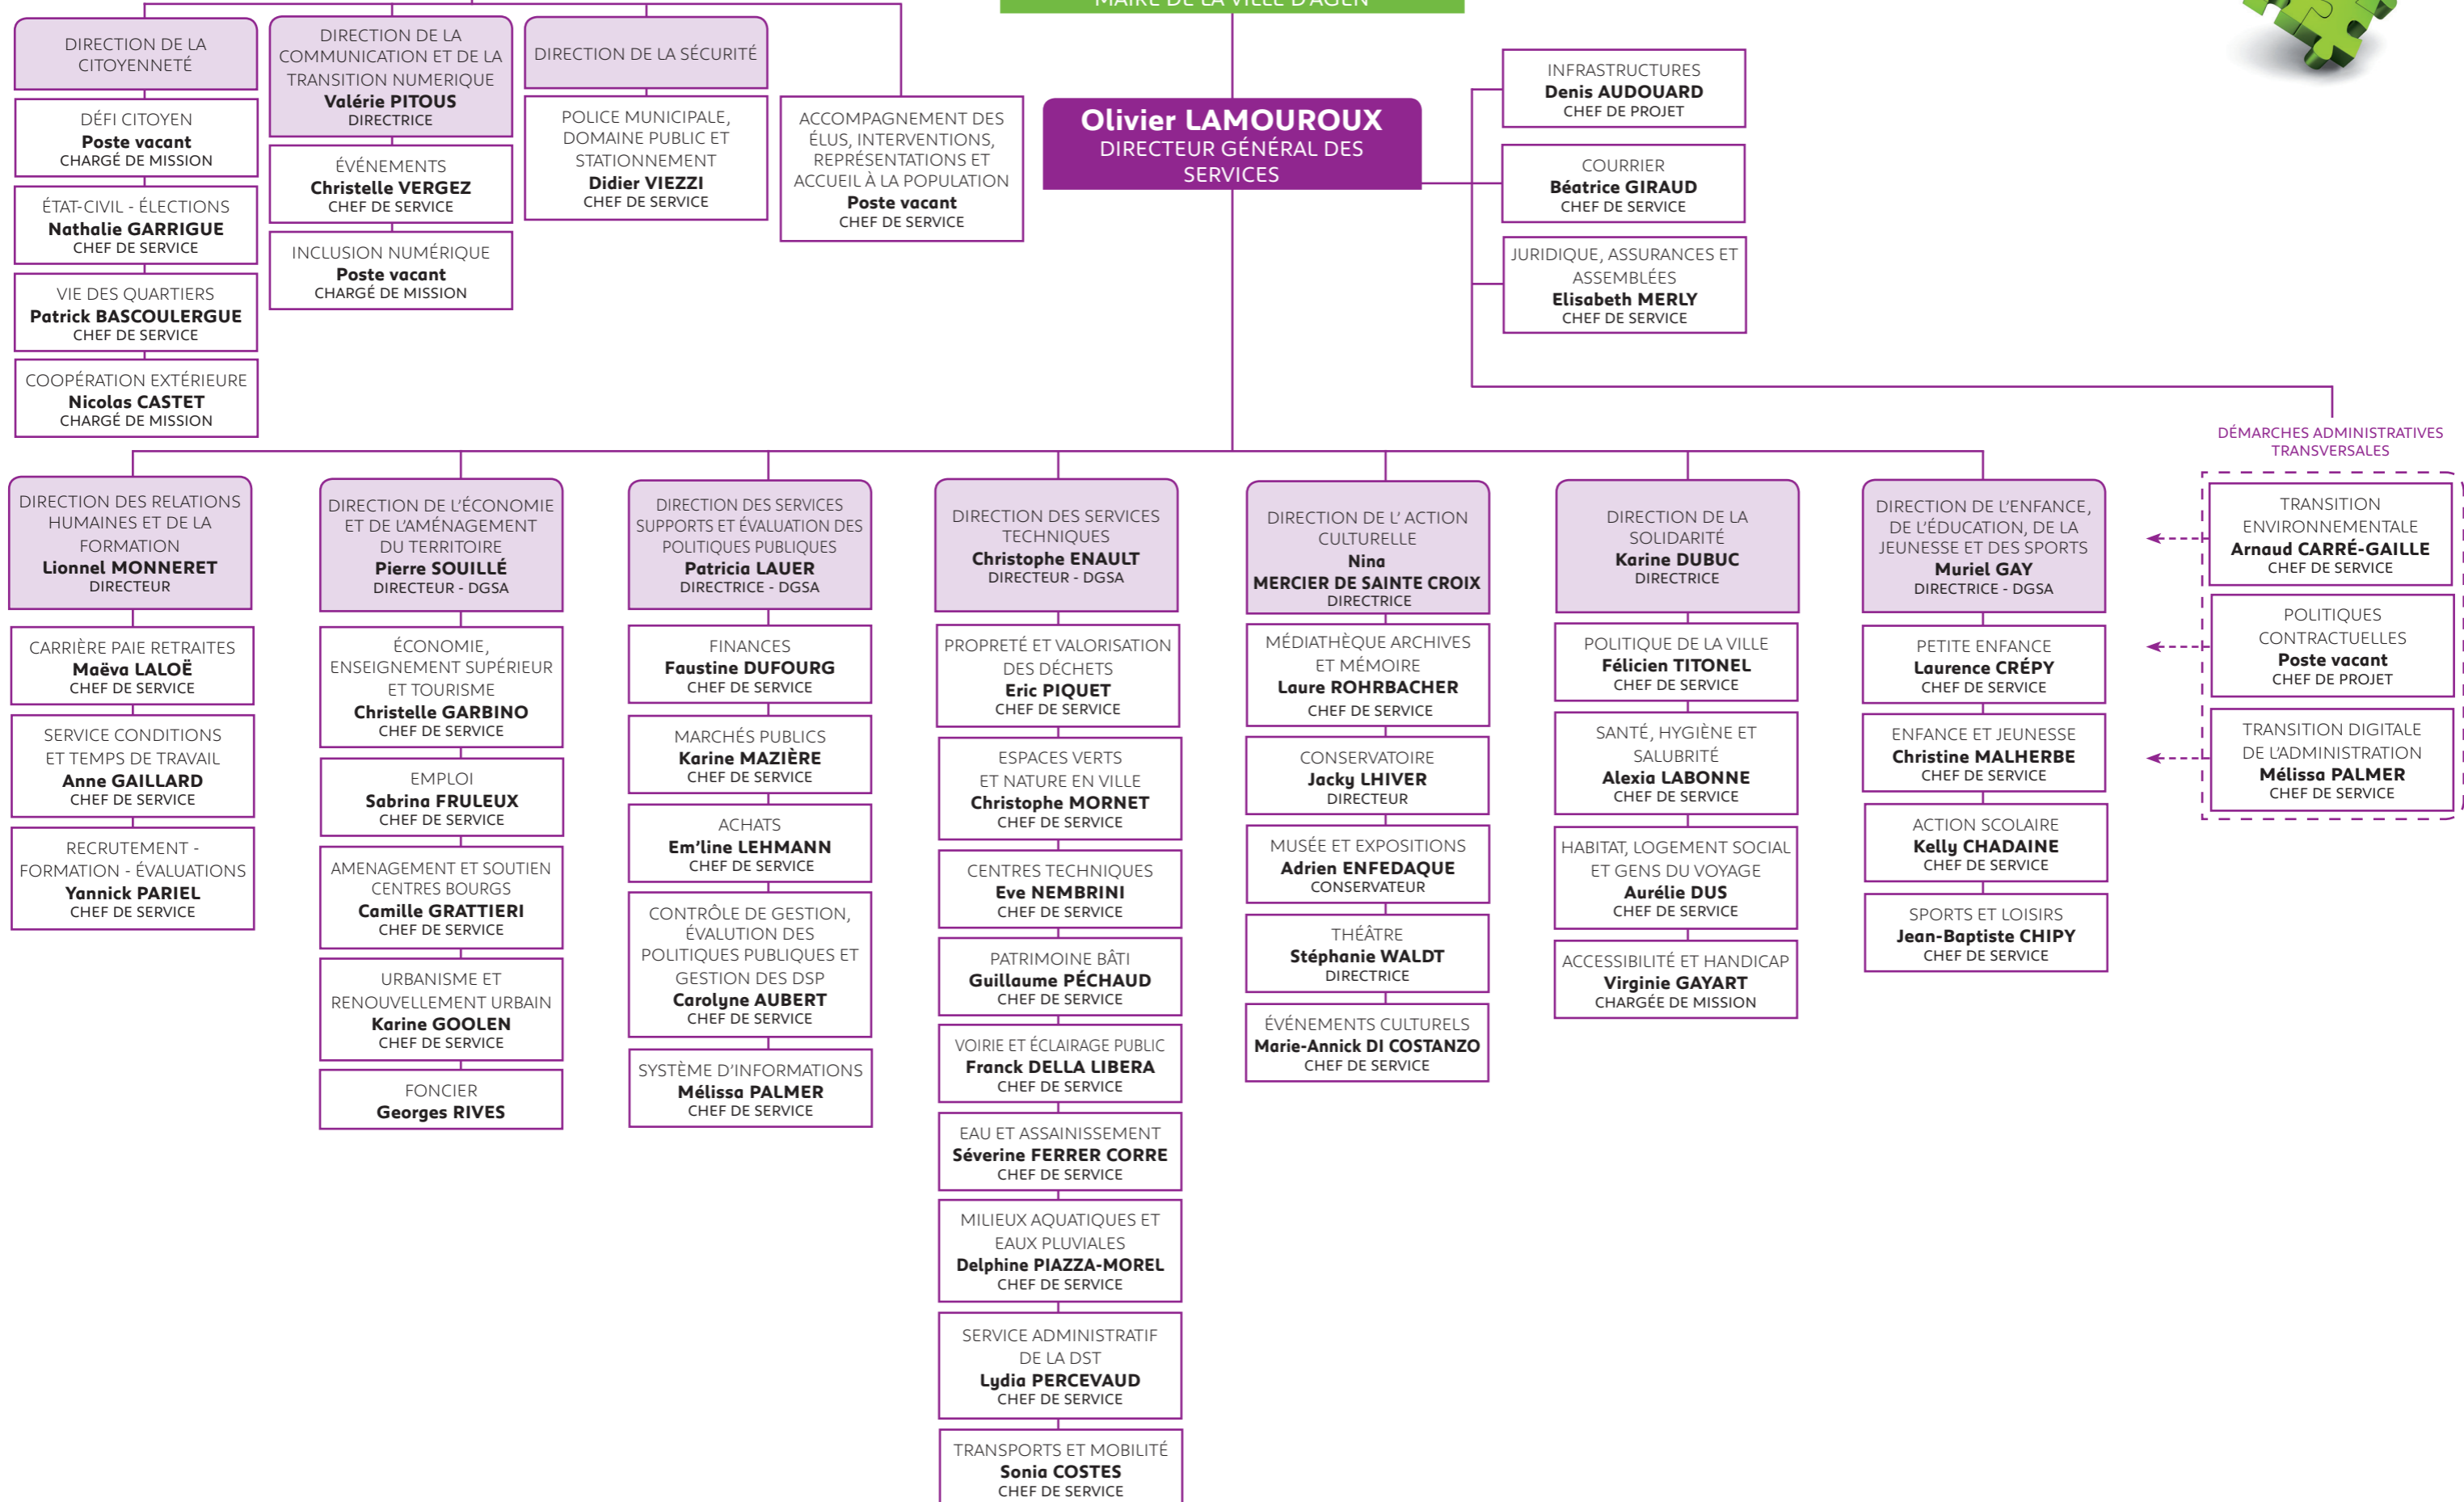 MAIRE DE LA VILLE D'AGEN
DIRECTION DE LA
CITOYENNETÉ
DÉFI CITOYEN
Poste vacant
CHARGÉ DE MISSION
ÉTAT-CIVIL - ÉLECTIONS
Nathalie GARRIGUE
CHEF DE SERVICE
VIE DES QUARTIERS
Patrick BASCOULERGUE
CHEF DE SERVICE
COOPÉRATION EXTÉRIEURE
Nicolas CASTET
CHARGÉ DE MISSION
DIRECTION DE LA
COMMUNICATION ET DE LA
TRANSITION NUMERIQUE
Valérie PITOUS
DIRECTRICE
ÉVÉNEMENTS
Christelle VERGEZ
CHEF DE SERVICE
INCLUSION NUMÉRIQUE
Poste vacant
CHARGÉ DE MISSION
DIRECTION DE LA SÉCURITÉ
POLICE MUNICIPALE,
DOMAINE PUBLIC ET
STATIONNEMENT
Didier VIEZZI
CHEF DE SERVICE
ACCOMPAGNEMENT DES
ÉLUS, INTERVENTIONS,
REPRÉSENTATIONS ET
ACCUEIL À LA POPULATION
Poste vacant
CHEF DE SERVICE
Olivier LAMOUROUX
DIRECTEUR GÉNÉRAL DES
SERVICES
INFRASTRUCTURES
Denis AUDOUARD
CHEF DE PROJET
COURRIER
Béatrice GIRAUD
CHEF DE SERVICE
JURIDIQUE, ASSURANCES ET
ASSEMBLÉES
Elisabeth MERLY
CHEF DE SERVICE
DIRECTION DES RELATIONS
HUMAINES ET DE LA
FORMATION
Lionnel MONNERET
DIRECTEUR
CARRIÈRE PAIE RETRAITES
Maëva LALOË
CHEF DE SERVICE
SERVICE CONDITIONS
ET TEMPS DE TRAVAIL
Anne GAILLARD
CHEF DE SERVICE
RECRUTEMENT -
FORMATION - ÉVALUATIONS
Yannick PARIEL
CHEF DE SERVICE
DIRECTION DE L'ÉCONOMIE
ET DE L'AMÉNAGEMENT
DU TERRITOIRE
Pierre SOUILLÉ
DIRECTEUR - DGSA
ÉCONOMIE,
ENSEIGNEMENT SUPÉRIEUR
ET TOURISME
Christelle GARBINO
CHEF DE SERVICE
EMPLOI
Sabrina FRULEUX
CHEF DE SERVICE
AMENAGEMENT ET SOUTIEN
CENTRES BOURGS
Camille GRATTIERI
CHEF DE SERVICE
URBANISME ET
RENOUVELLEMENT URBAIN
Karine GOOLEN
CHEF DE SERVICE
FONCIER
Georges RIVES
DIRECTION DES SERVICES
SUPPORTS ET ÉVALUATION DES
POLITIQUES PUBLIQUES
Patricia LAUER
DIRECTRICE - DGSA
FINANCES
Faustine DUFOURG
CHEF DE SERVICE
MARCHÉS PUBLICS
Karine MAZIÈRE
CHEF DE SERVICE
ACHATS
Em'line LEHMANN
CHEF DE SERVICE
CONTRÔLE DE GESTION,
ÉVALUTION DES
POLITIQUES PUBLIQUES ET
GESTION DES DSP
Carolyne AUBERT
CHEF DE SERVICE
SYSTÈME D'INFORMATIONS
Mélissa PALMER
CHEF DE SERVICE
DIRECTION DES SERVICES
TECHNIQUES
Christophe ENAULT
DIRECTEUR - DGSA
PROPRETÉ ET VALORISATION
DES DÉCHETS
Eric PIQUET
CHEF DE SERVICE
ESPACES VERTS
ET NATURE EN VILLE
Christophe MORNET
CHEF DE SERVICE
CENTRES TECHNIQUES
Eve NEMBRINI
CHEF DE SERVICE
PATRIMOINE BÂTI
Guillaume PÉCHAUD
CHEF DE SERVICE
VOIRIE ET ÉCLAIRAGE PUBLIC
Franck DELLA LIBERA
CHEF DE SERVICE
EAU ET ASSAINISSEMENT
Séverine FERRER CORRE
CHEF DE SERVICE
MILIEUX AQUATIQUES ET
EAUX PLUVIALES
Delphine PIAZZA-MOREL
CHEF DE SERVICE
SERVICE ADMINISTRATIF
DE LA DST
Lydia PERCEVAUD
CHEF DE SERVICE
TRANSPORTS ET MOBILITÉ
Sonia COSTES
CHEF DE SERVICE
DIRECTION DE L' ACTION
CULTURELLE
Nina
MERCIER DE SAINTE CROIX
DIRECTRICE
MÉDIATHÈQUE ARCHIVES
ET MÉMOIRE
Laure ROHRBACHER
CHEF DE SERVICE
CONSERVATOIRE
Jacky LHIVER
DIRECTEUR
MUSÉE ET EXPOSITIONS
Adrien ENFEDAQUE
CONSERVATEUR
THÉÂTRE
Stéphanie WALDT
DIRECTRICE
ÉVÉNEMENTS CULTURELS
Marie-Annick DI COSTANZO
CHEF DE SERVICE
DIRECTION DE LA
SOLIDARITÉ
Karine DUBUC
DIRECTRICE
POLITIQUE DE LA VILLE
Félicien TITONEL
CHEF DE SERVICE
SANTÉ, HYGIÈNE ET
SALUBRITÉ
Alexia LABONNE
CHEF DE SERVICE
HABITAT, LOGEMENT SOCIAL
ET GENS DU VOYAGE
Aurélie DUS
CHEF DE SERVICE
ACCESSIBILITÉ ET HANDICAP
Virginie GAYART
CHARGÉE DE MISSION
DIRECTION DE L'ENFANCE,
DE L'ÉDUCATION, DE LA
JEUNESSE ET DES SPORTS
Muriel GAY
DIRECTRICE - DGSA
PETITE ENFANCE
Laurence CRÉPY
CHEF DE SERVICE
ENFANCE ET JEUNESSE
Christine MALHERBE
CHEF DE SERVICE
ACTION SCOLAIRE
Kelly CHADAINE
CHEF DE SERVICE
SPORTS ET LOISIRS
Jean-Baptiste CHIPY
CHEF DE SERVICE
DÉMARCHES ADMINISTRATIVES
TRANSVERSALES
TRANSITION
ENVIRONNEMENTALE
Arnaud CARRÉ-GAILLE
CHEF DE SERVICE
POLITIQUES
CONTRACTUELLES
Poste vacant
CHEF DE PROJET
TRANSITION DIGITALE
DE L'ADMINISTRATION
Mélissa PALMER
CHEF DE SERVICE